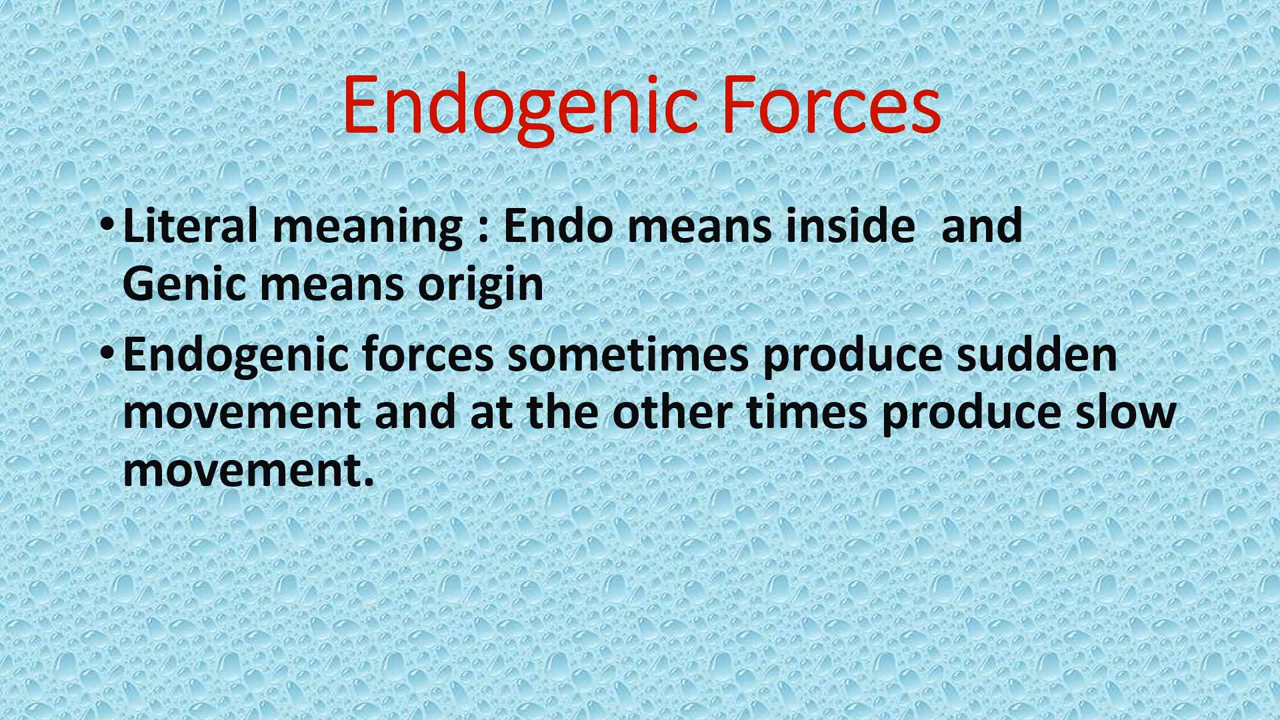 Endogenic Forces
•Literal meaning : Endo means inside  and
Genic means origin
•Endogenic forces sometimes produce sudden
movement and at the other times produce slow
movement.